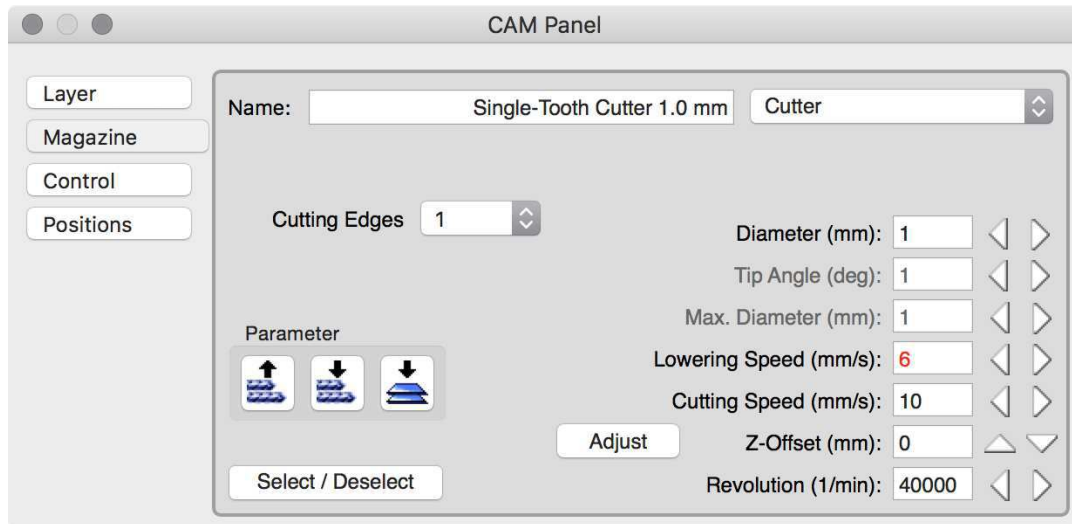 CAM Panel
Layer
Magazine
Control
Positions
Name: Single-Tooth Cutter 1.0 mm Cutter
Cutting Edges 1
Diameter (mm): 1
Tip Angle (deg): 1
Max. Diameter (mm): 1
Parameter
Lowering Speed (mm/s): 6
Cutting Speed (mm/s): 10
Adjust Z-Offset (mm): 0
Select / Deselect Revolution (1/min): 40000